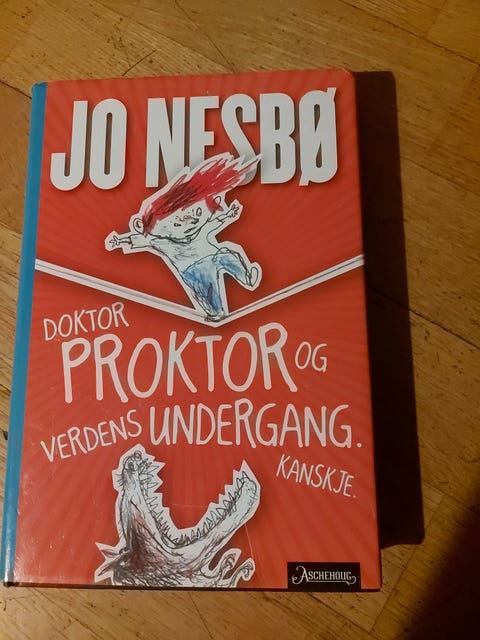 JO NESBØ
DOKTOR
PROKTOR OG
VERDENS UNDERGANG.
KANSKJE.
ASCHEHOUG